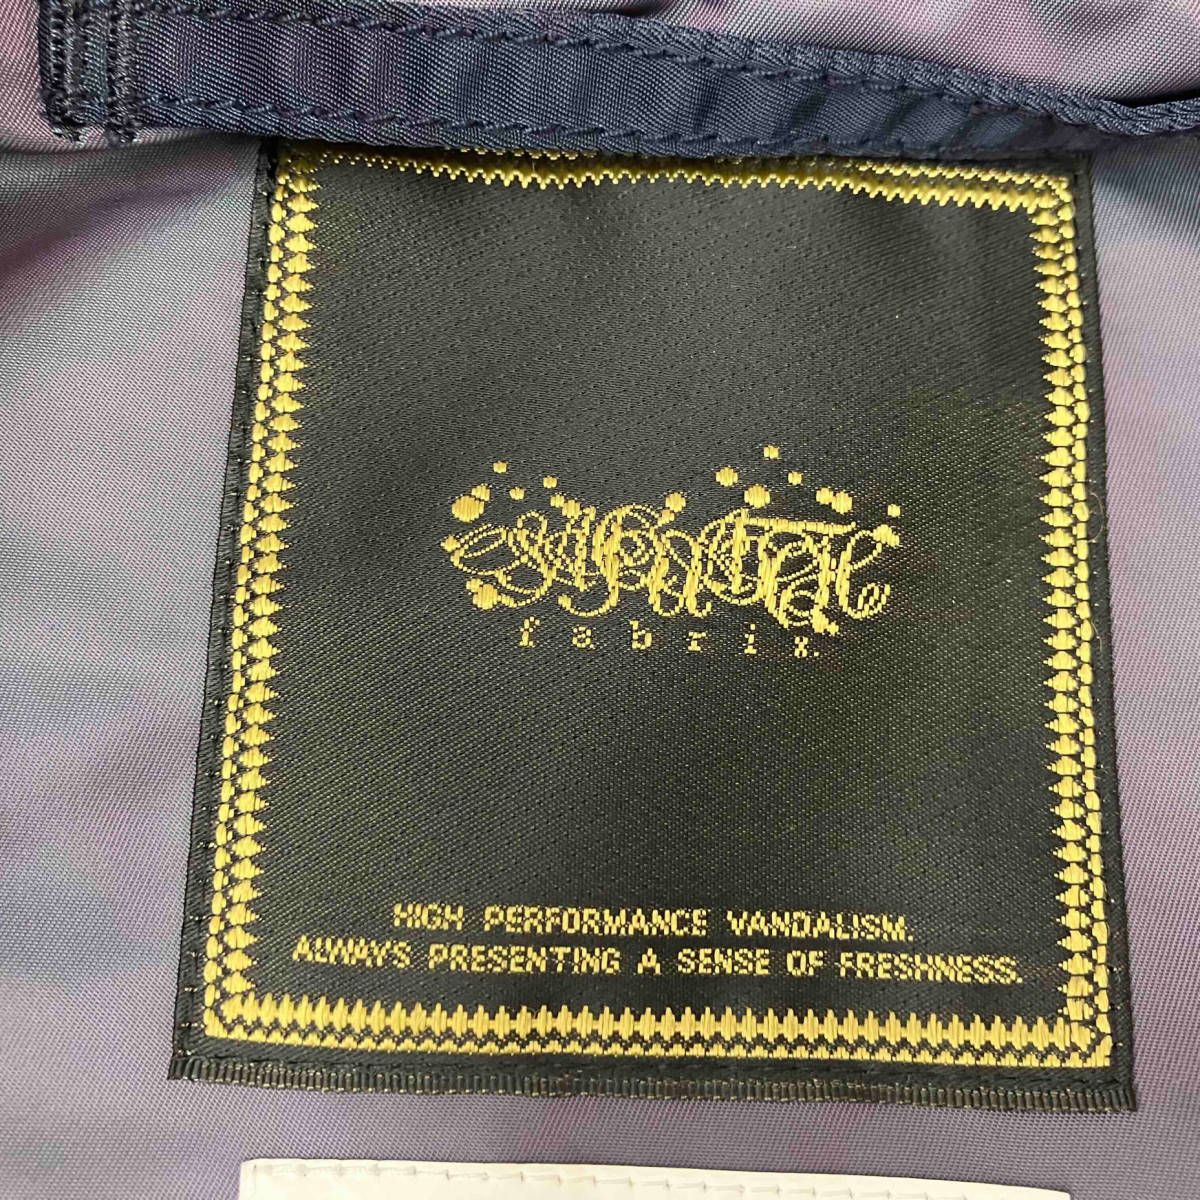 fabrix.
HIGH PERFORMANCE VANDALISM.
ALWAYS PRESENTING A SENSE OF FRESHNESS.